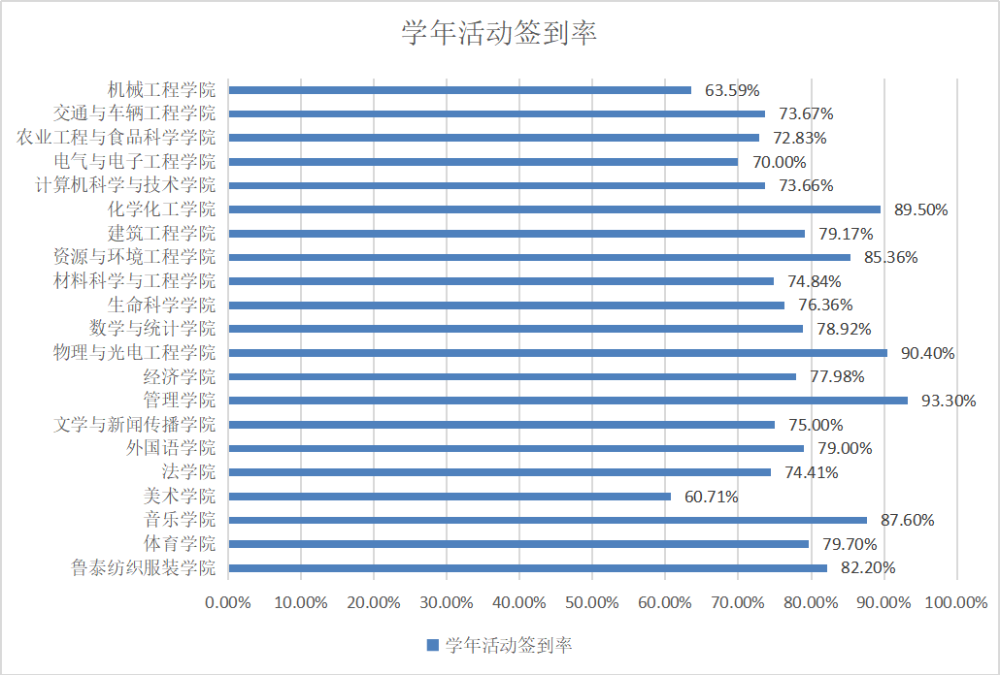 学年活动签到率
机械工程学院 63.59%
交通与车辆工程学院 73.67%
农业工程与食品科学学院 72.83%
电气与电子工程学院 70.00%
计算机科学与技术学院 73.66%
化学化工学院 89.50%
建筑工程学院 79.17%
资源与环境工程学院 85.36%
材料科学与工程学院 74.84%
生命科学学院 76.36%
数学与统计学院 78.92%
物理与光电工程学院 90.40%
经济学院 77.98%
管理学院 93.30%
文学与新闻传播学院 75.00%
外国语学院 79.00%
法学院 74.41%
美术学院 60.71%
音乐学院 87.60%
体育学院 79.70%
鲁泰纺织服装学院 82.20%
0.00% 10.00% 20.00% 30.00% 40.00% 50.00% 60.00% 70.00% 80.00% 90.00% 100.00%
学年活动签到率